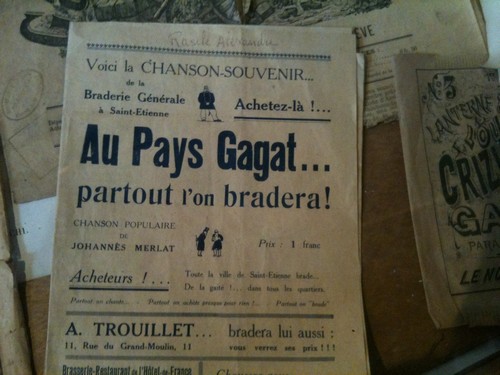 Voici la CHANSON-SOUVENIR...
de la
Braderie Générale
à Saint-Etienne
Achetez-là !...
Au Pays Gagat...
partout l'on bradera!
CHANSON POPULAIRE
DE
JOHANNÈS MERLAT
Prix : 1 franc
Acheteurs !...
Toute la ville de Saint-Etienne brade...
De la gaité !... dans tous les quartiers.
Partout on chante... - Partout on achète presque pour rien !... - Partout on "brade"
A. TROUILLET... bradera lui aussi :
11, Rue du Grand-Moulin, 11 vous verrez ses prix !!!
Brasserie-Restaurant de l'Hôtel de France
N° 3
LANTERNE
CRIZ
GA
L. PAR
LE N